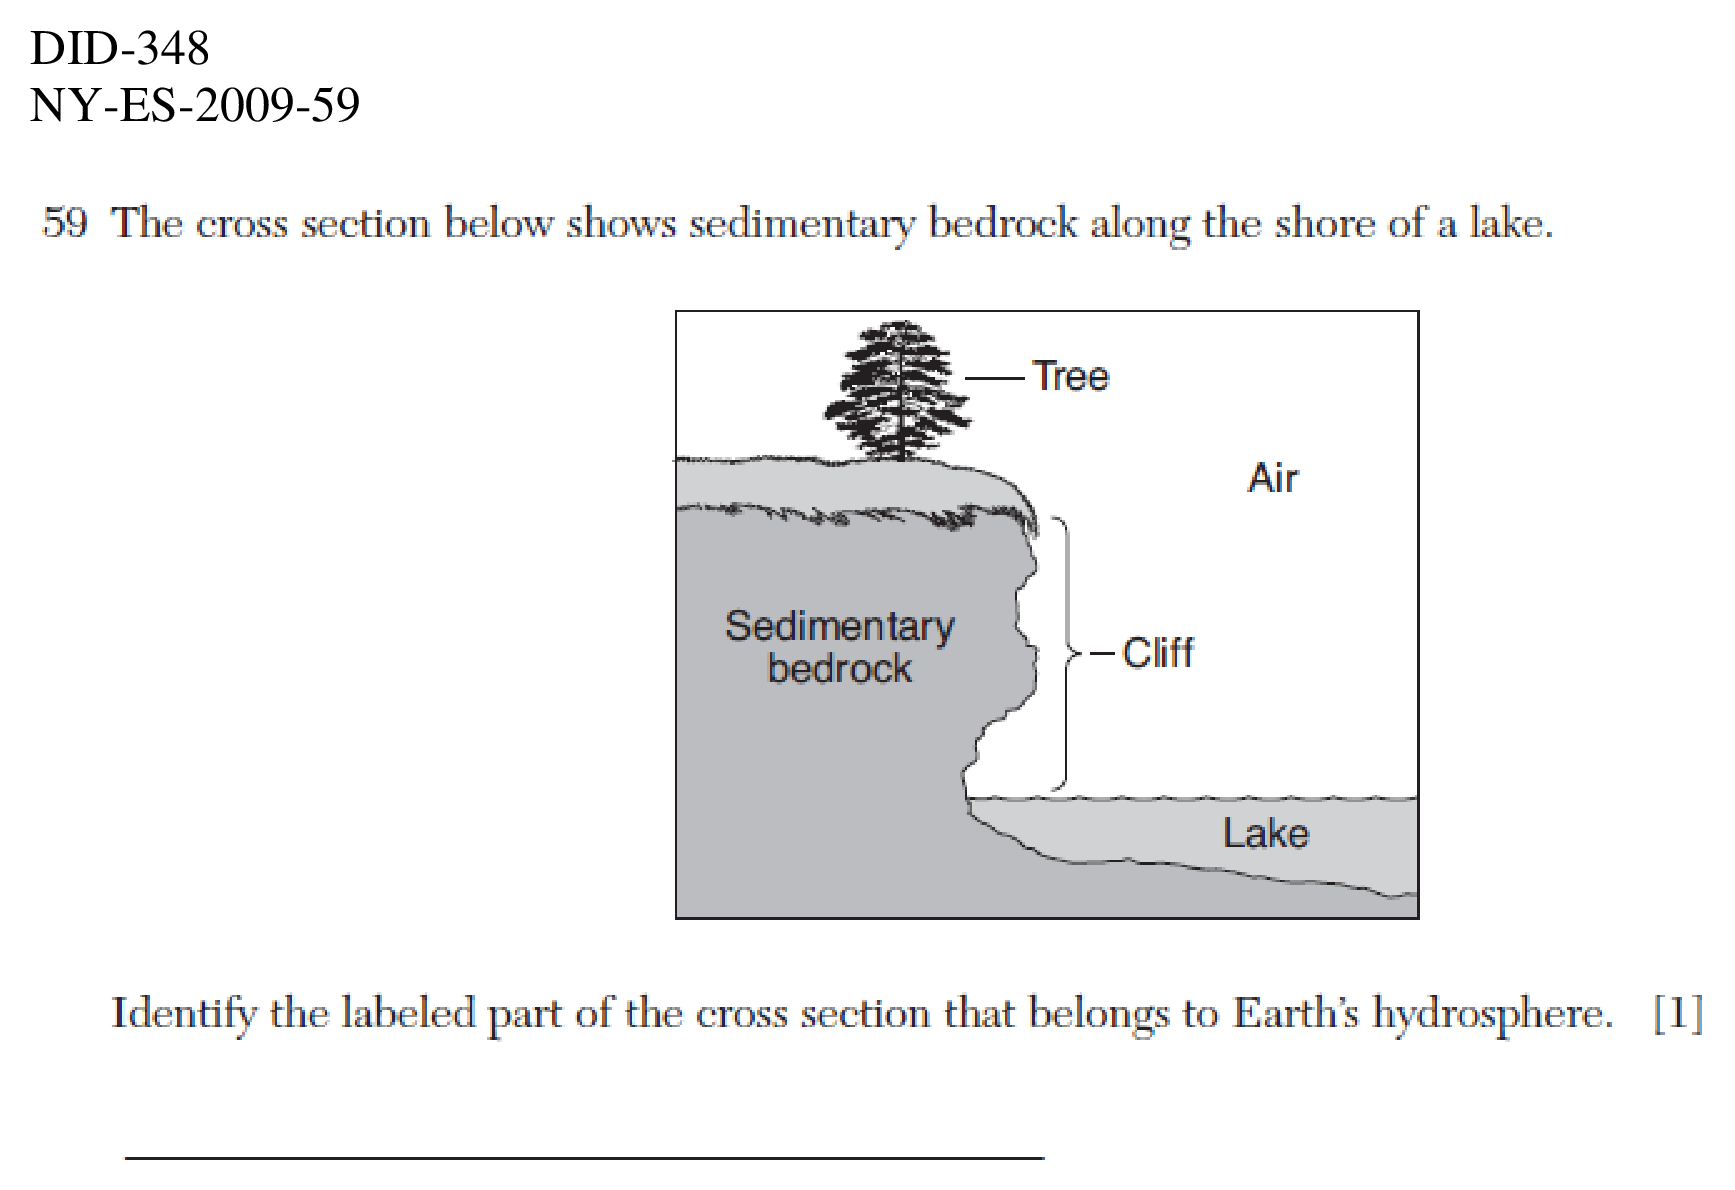 DID-348
NY-ES-2009-59
59 The cross section below shows sedimentary bedrock along the shore of a lake.
Tree
Air
Sedimentary
bedrock
Cliff
Lake
Identify the labeled part of the cross section that belongs to Earth’s hydrosphere. [1]